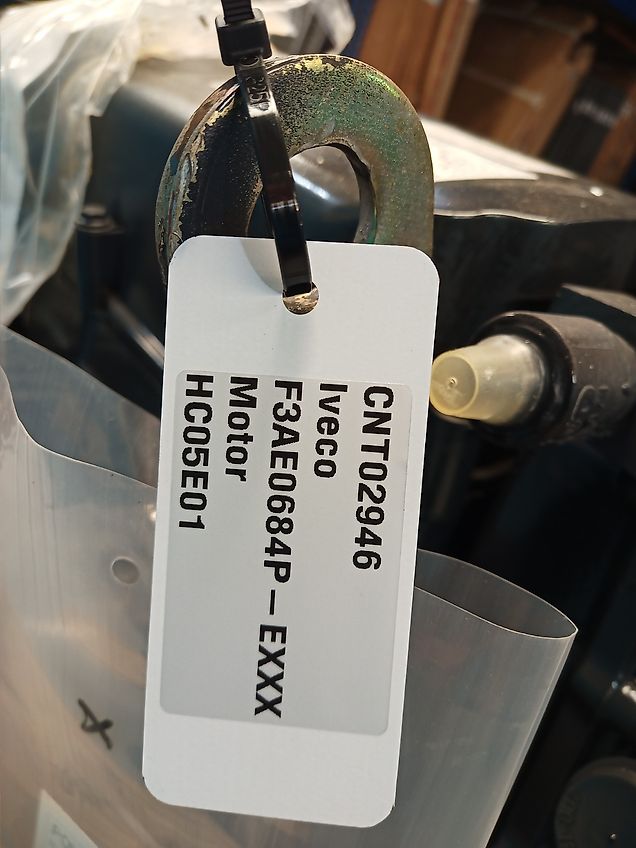 CNT02946
Iveco
F3AE0684P–EXXX
Motor
HC05E01